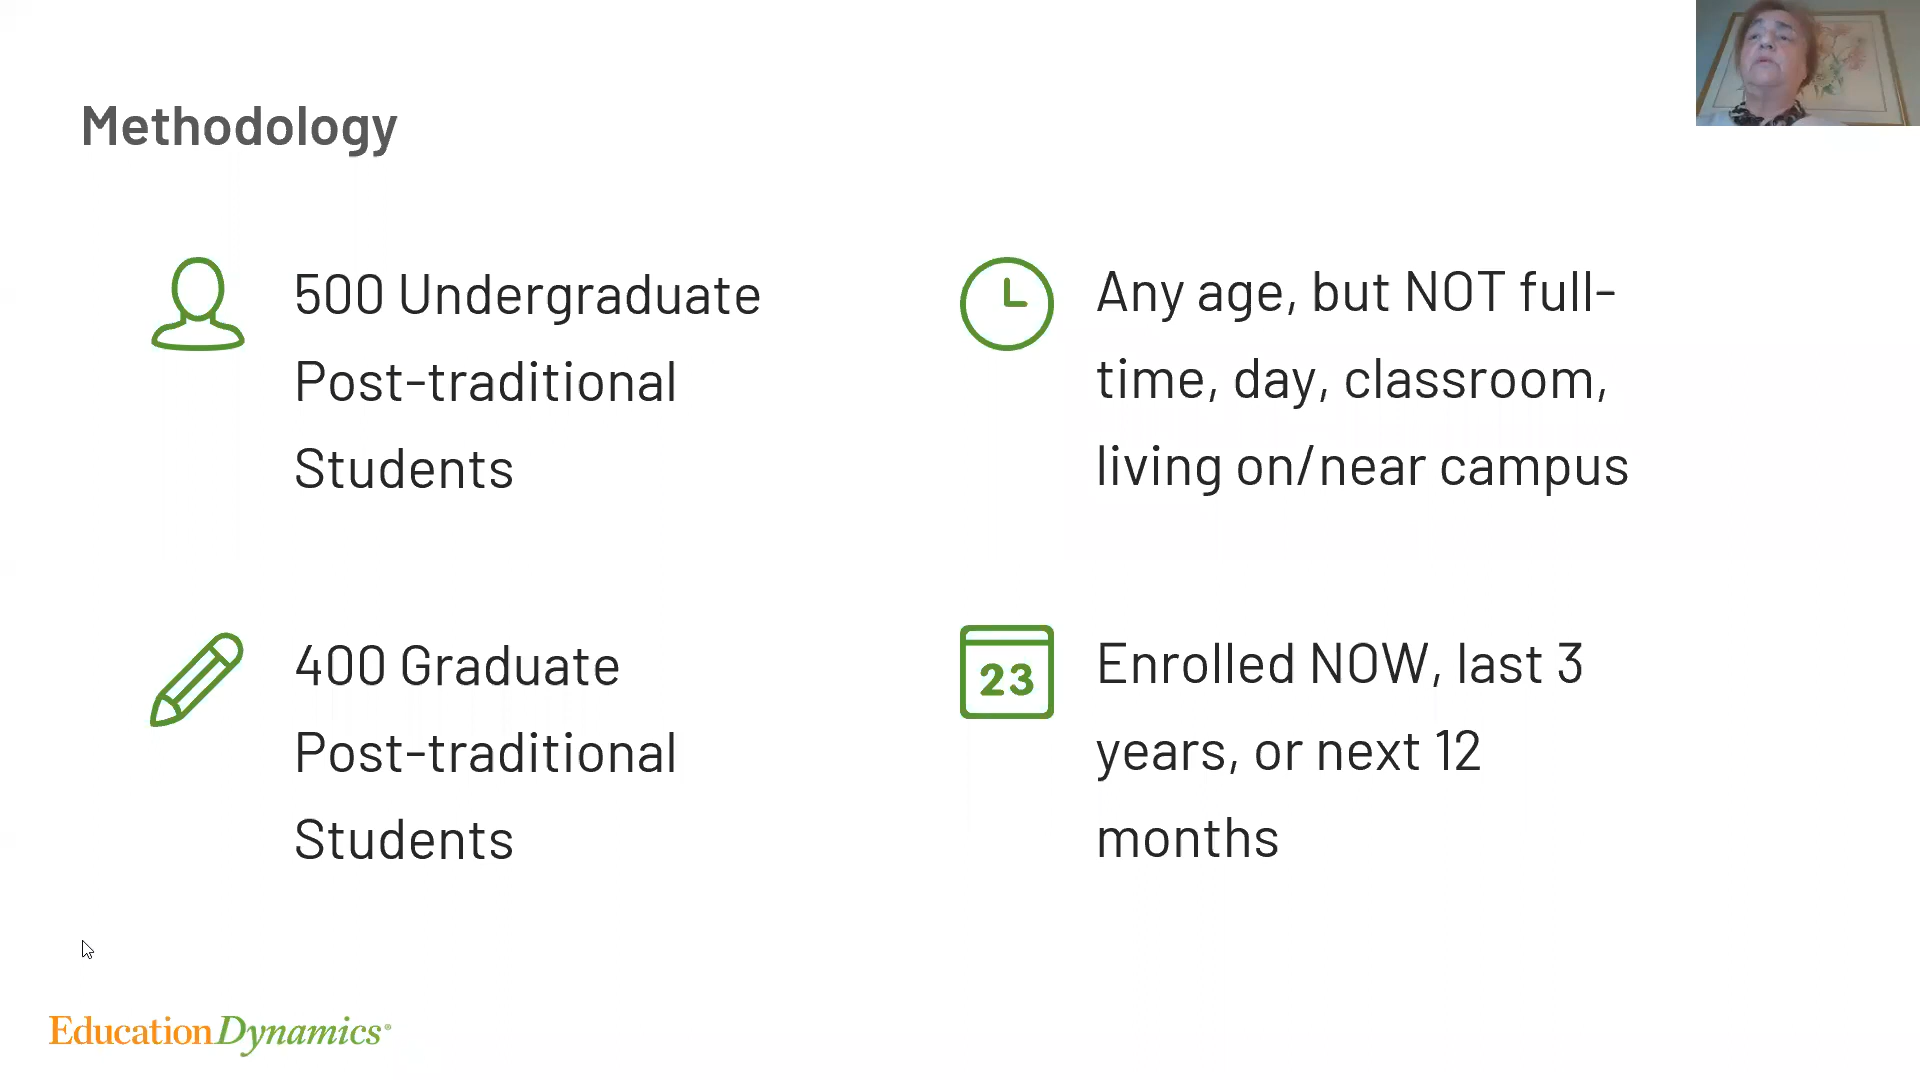 Methodology
500 Undergraduate
Post-traditional
Students
Any age, but NOT full-
time, day, classroom,
living on/near campus
400 Graduate
Post-traditional
Students
23
Enrolled NOW, last 3
years, or next 12
months
EducationDynamics®